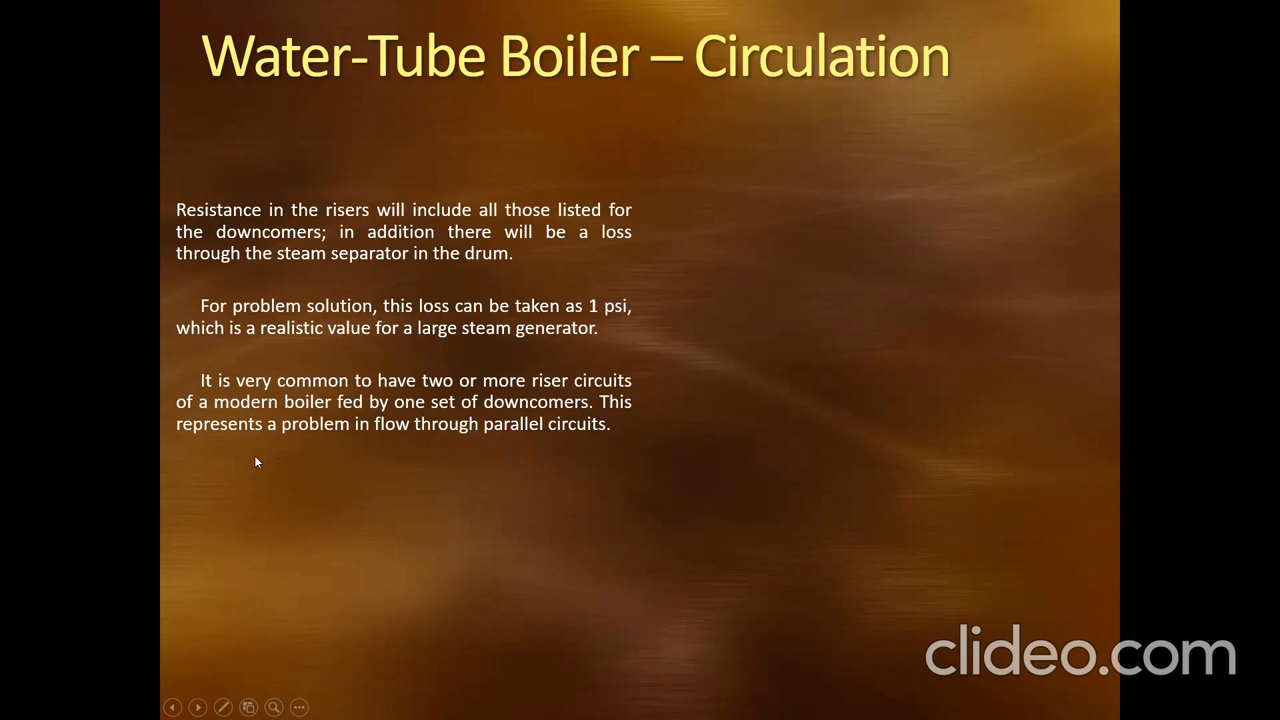 Water-Tube Boiler – Circulation
Resistance in the risers will include all those listed for
the downcomers; in addition there will be a loss
through the steam separator in the drum.
For problem solution, this loss can be taken as 1 psi,
which is a realistic value for a large steam generator.
It is very common to have two or more riser circuits
of a modern boiler fed by one set of downcomers. This
represents a problem in flow through parallel circuits.
clideo.com